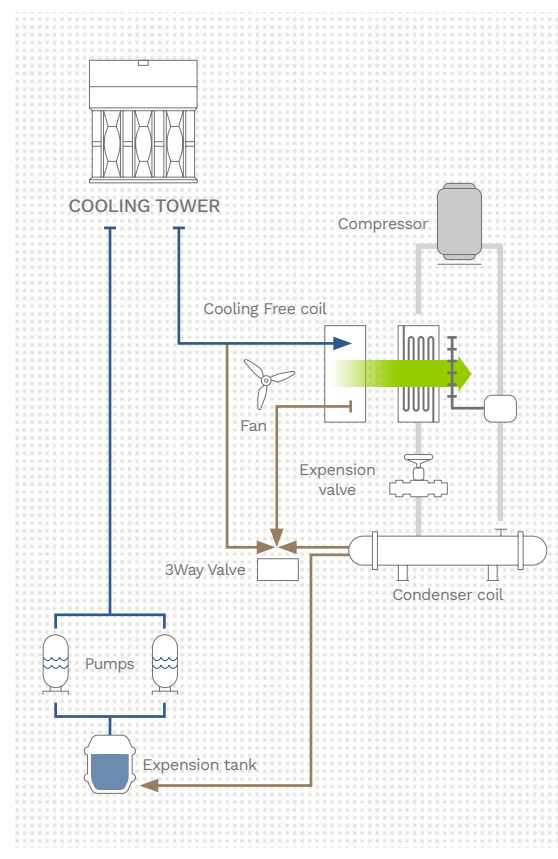 COOLING TOWER
Compressor
Cooling Free coil
Fan
Expension
valve
3Way Valve
Condenser coil
Pumps
Expension tank